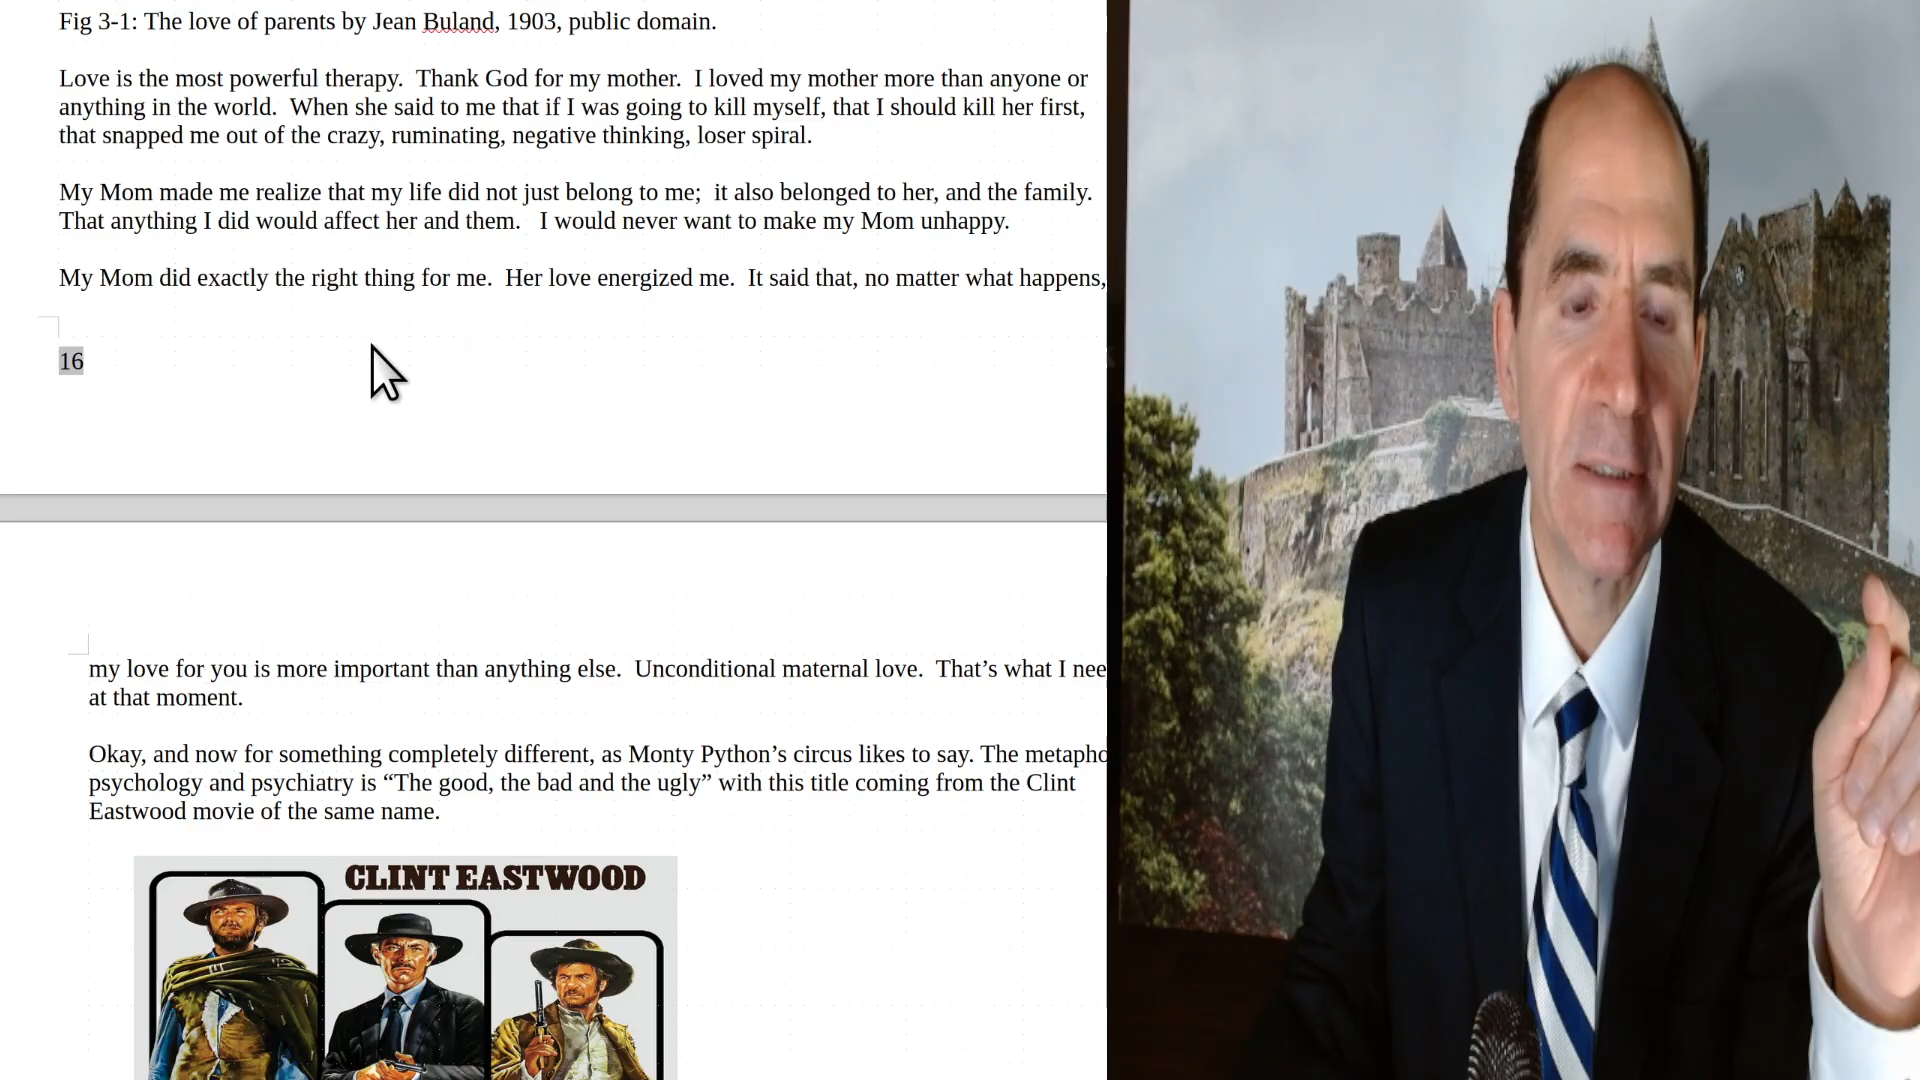 Fig 3-1: The love of parents by Jean Buland, 1903, public domain.
Love is the most powerful therapy.  Thank God for my mother.  I loved my mother more than anyone or
anything in the world.  When she said to me that if I was going to kill myself, that I should kill her first,
that snapped me out of the crazy, ruminating, negative thinking, loser spiral.
My Mom made me realize that my life did not just belong to me;  it also belonged to her, and the family.
That anything I did would affect her and them.   I would never want to make my Mom unhappy.
My Mom did exactly the right thing for me.  Her love energized me.  It said that, no matter what happens,
16
my love for you is more important than anything else.  Unconditional maternal love.  That’s what I nee
at that moment.
Okay, and now for something completely different, as Monty Python’s circus likes to say. The metapho
psychology and psychiatry is “The good, the bad and the ugly” with this title coming from the Clint
Eastwood movie of the same name.
CLINT EASTWOOD